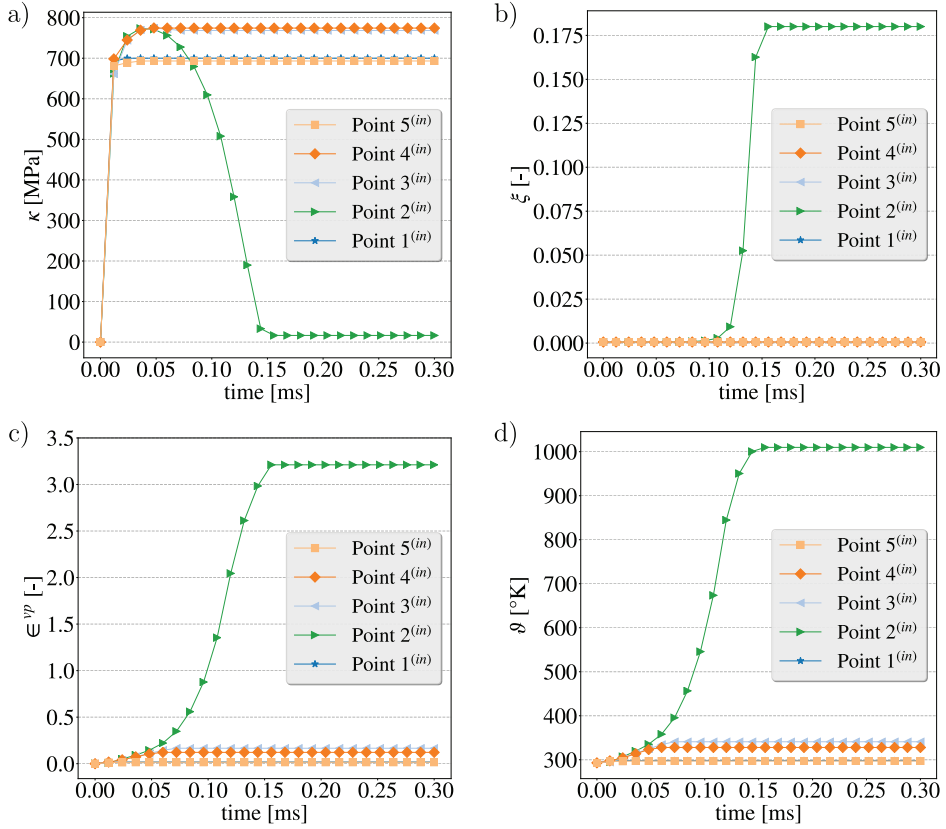 a)
800
700
600
500
400
300
200
100
0
κ [MPa]
Point 5(in)
Point 4(in)
Point 3(in)
Point 2(in)
Point 1(in)
0.00 0.05 0.10 0.15 0.20 0.25 0.30
time [ms]
b)
0.175
0.150
0.125
0.100
0.075
0.050
0.025
0.000
ξ [-]
Point 5(in)
Point 4(in)
Point 3(in)
Point 2(in)
Point 1(in)
0.00 0.05 0.10 0.15 0.20 0.25 0.30
time [ms]
c)
3.5
3.0
2.5
2.0
1.5
1.0
0.5
0.0
∈vp [-]
Point 5(in)
Point 4(in)
Point 3(in)
Point 2(in)
Point 1(in)
0.00 0.05 0.10 0.15 0.20 0.25 0.30
time [ms]
d)
1000
900
800
700
600
500
400
300
ϑ [°K]
Point 5(in)
Point 4(in)
Point 3(in)
Point 2(in)
Point 1(in)
0.00 0.05 0.10 0.15 0.20 0.25 0.30
time [ms]